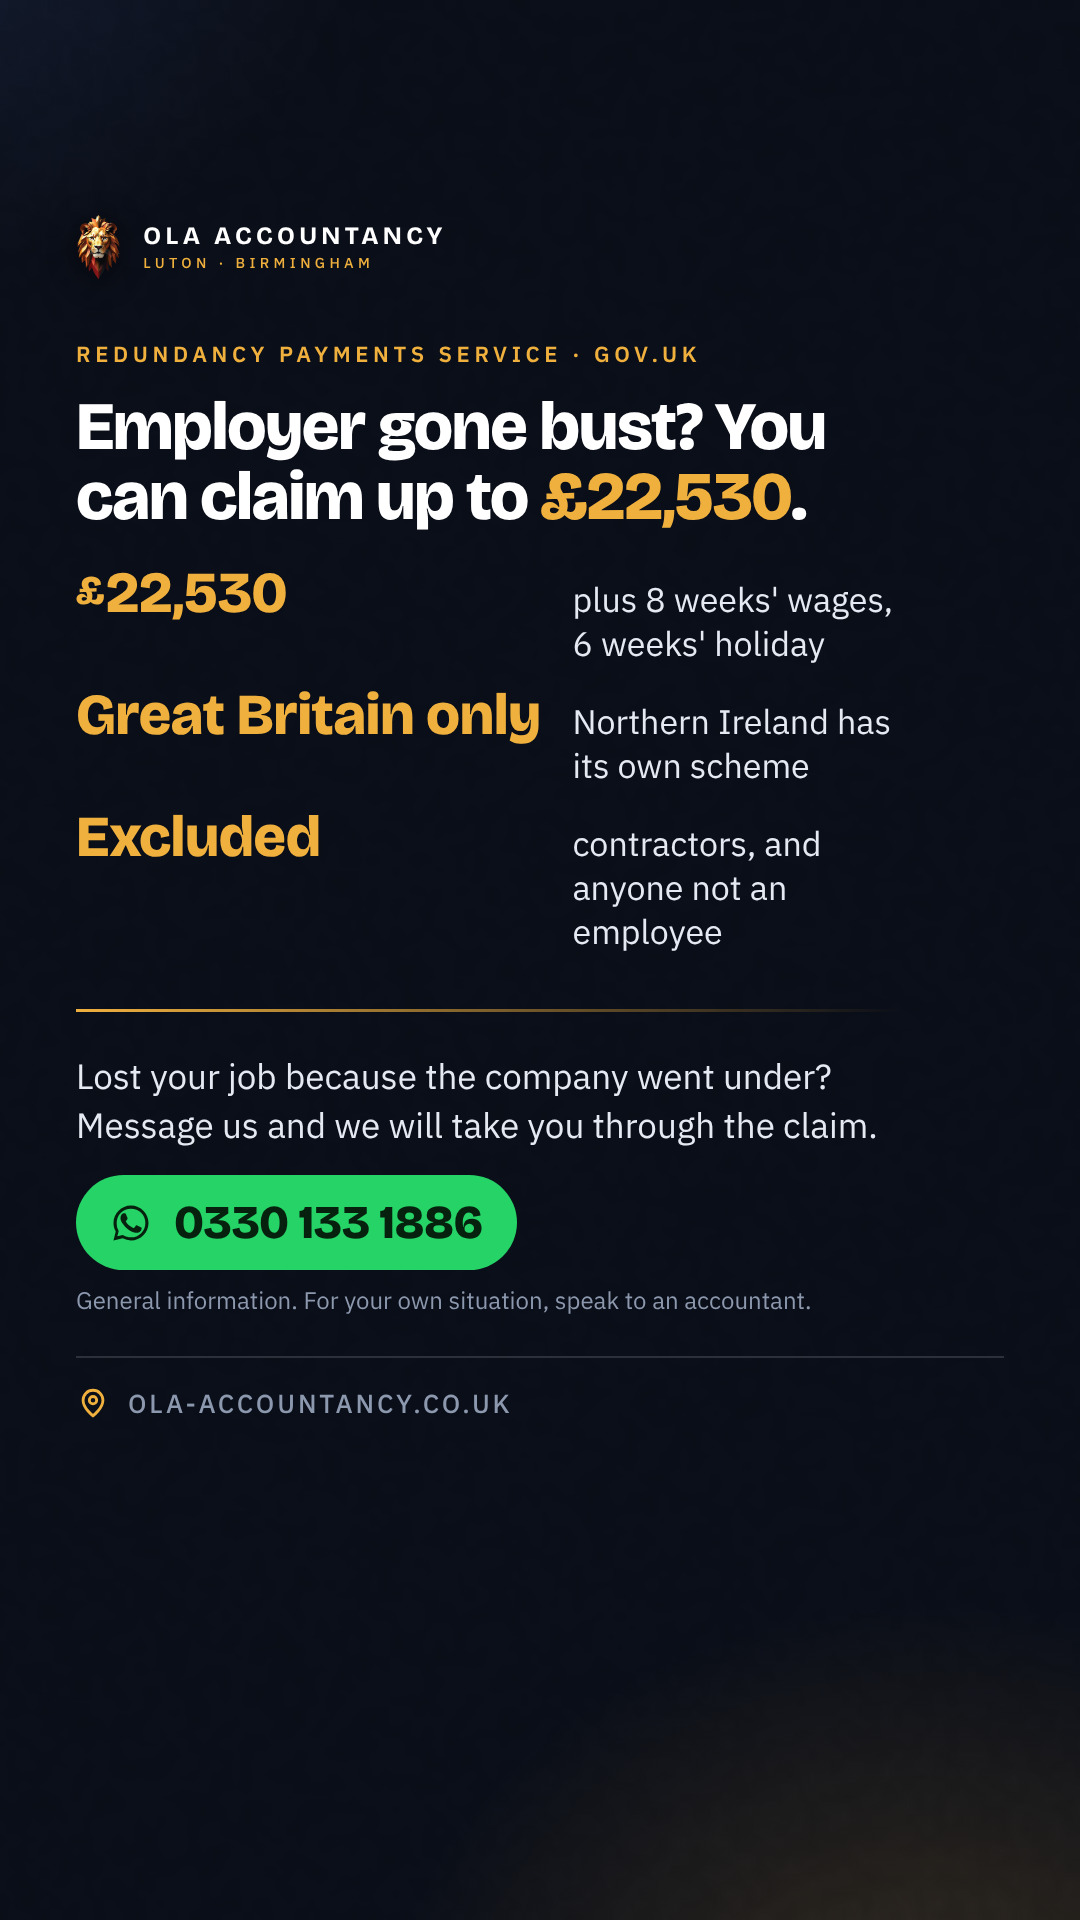 OLA ACCOUNTANCY
LUTON · BIRMINGHAM
REDUNDANCY PAYMENTS SERVICE · GOV.UK
Employer gone bust? You
can claim up to £22,530.
£22,530
plus 8 weeks' wages,
6 weeks' holiday
Great Britain only
Northern Ireland has
its own scheme
Excluded
contractors, and
anyone not an
employee
Lost your job because the company went under?
Message us and we will take you through the claim.
0330 133 1886
General information. For your own situation, speak to an accountant.
OLA-ACCOUNTANCY.CO.UK